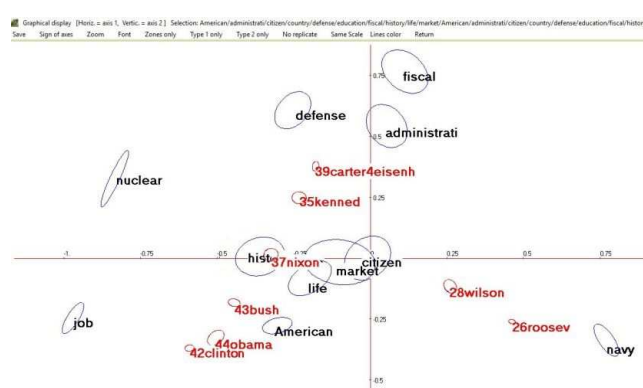 Graphical display [Horiz. = axis 1, Vertic. = axis 2 ] Selection: American/administrati/citizen/country/defense/education/fiscal/history/life/market/American/administrati/citizen/country/defense/education/fiscal/history
Save Sign of axes Zoom Font Zones only Type 1 only Type 2 only No replicate Same Scale Lines color Return
0.75 fiscal
defense
0.5 administrati
39carter4eisenh
nuclear
35kenned 0.25
-1. -0.75 -0.5 0.25 0.5 0.75
hist 37nixon citizen
market
life
28wilson
43bush
job -0.25 26roosev
American
44obama
42clinton navy
-0.5